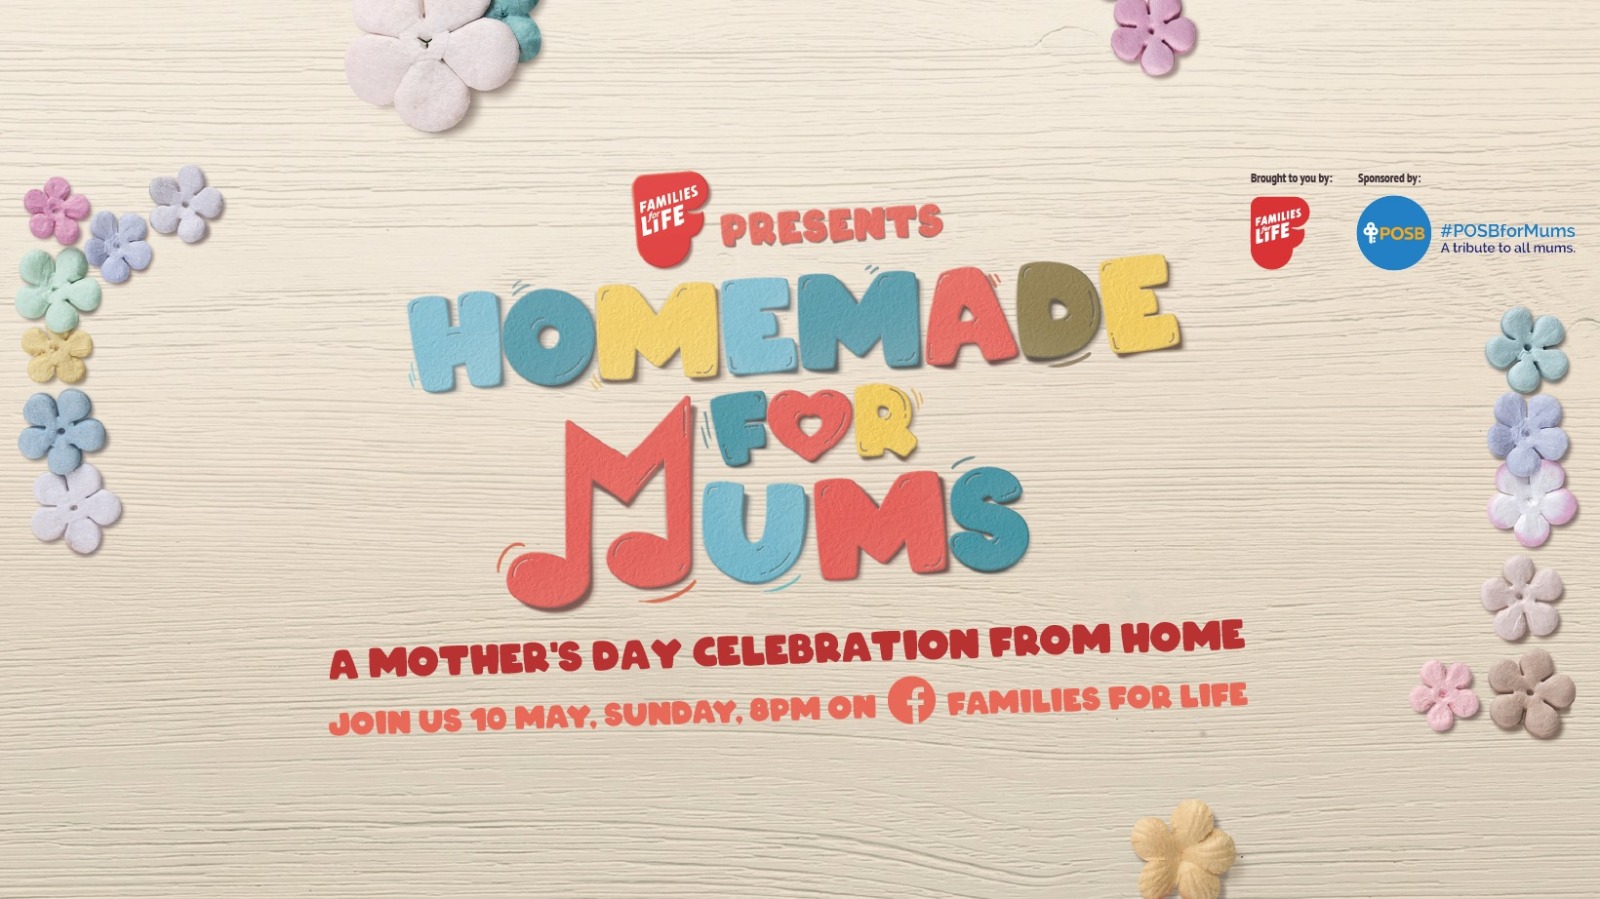 FAMILIES
for
LIFE
PRESENTS
HOMEMADE
FOR
MUMS
A MOTHER'S DAY CELEBRATION FROM HOME
JOIN US 10 MAY, SUNDAY, 8PM ON f FAMILIES FOR LIFE
Brought to you by:
FAMILIES
for
LIFE
Sponsored by:
POSB
#POSBforMums
A tribute to all mums.